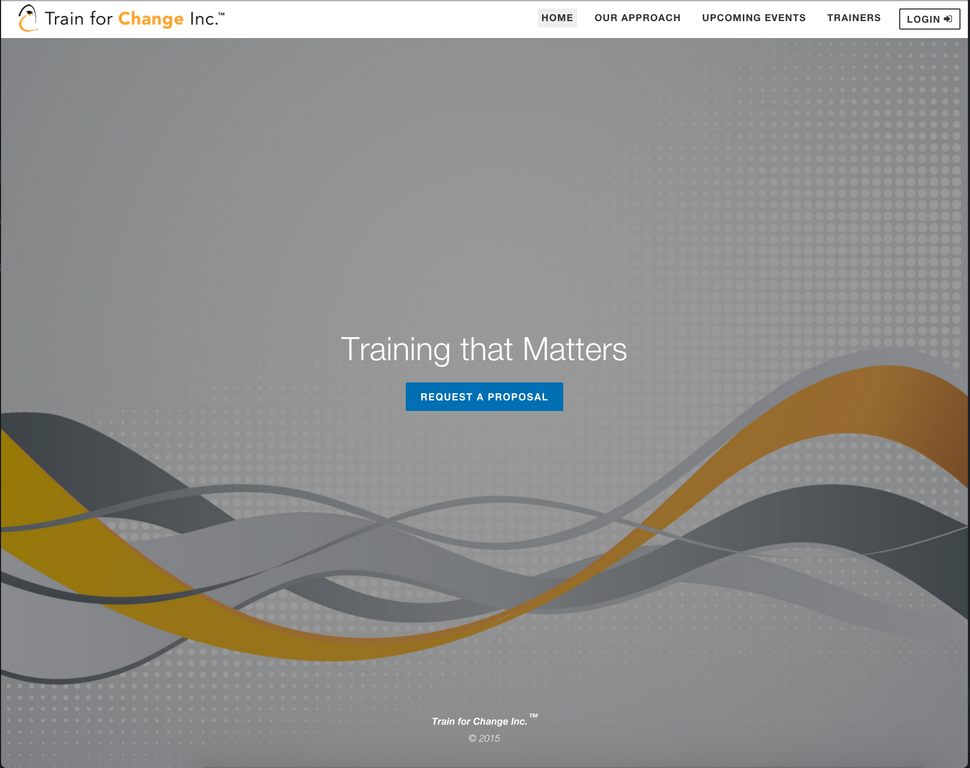 Train for Change Inc.™
HOME OUR APPROACH UPCOMING EVENTS TRAINERS LOGIN
Training that Matters
REQUEST A PROPOSAL
Train for Change Inc.™
© 2015